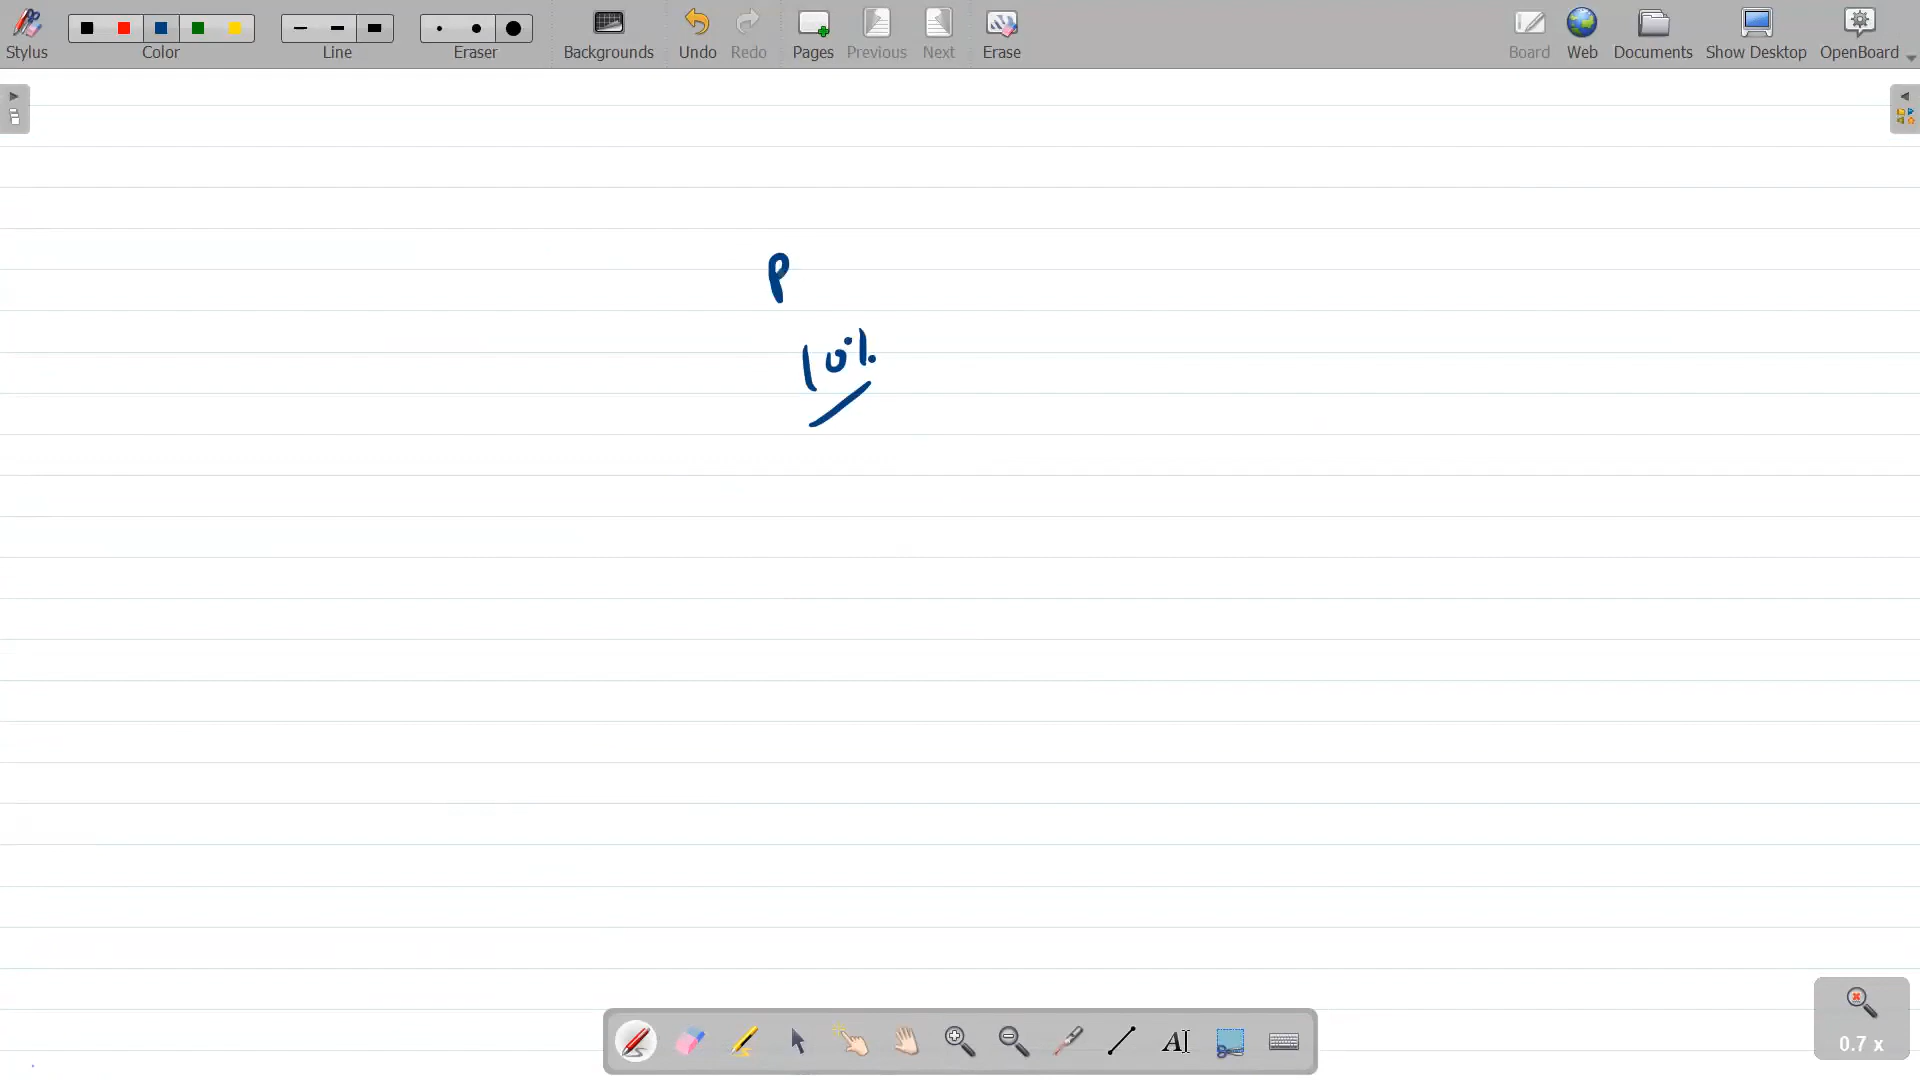 Stylus Color Line Eraser Backgrounds Undo Redo Pages Previous Next Erase Board Web Documents Show Desktop OpenBoard
P
10%
0.7 x